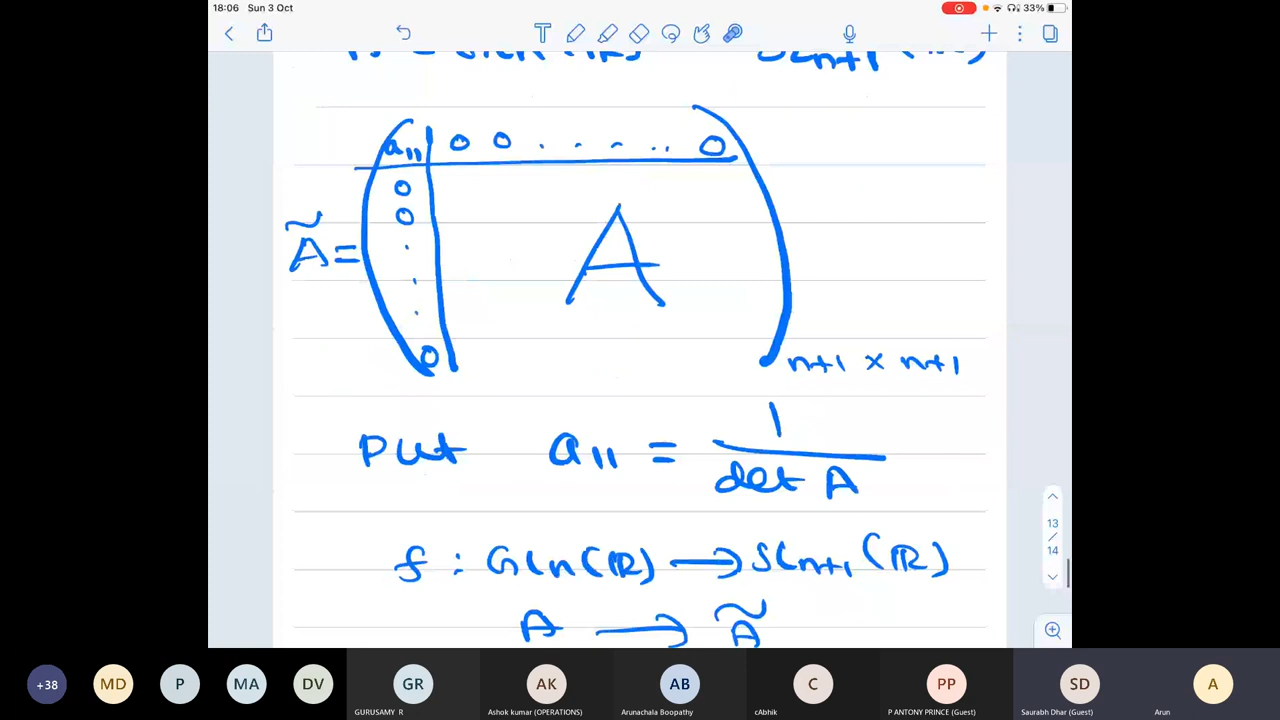 18:06 Sun 3 Oct
33%
a11 | 0 0 . . . . . 0
0
0
.
Ã =
A
.
.
0
n+1 × n+1
put a11 = 1 / det A
f : GLn(IR) → SLn+1(IR)
A → Ã
13
/
14
+38
MD
P
MA
DV
GR
AK
AB
C
PP
SD
A
GURUSAMY R
Ashok kumar (OPERATIONS)
Arunachala Boopathy
cAbhik
P ANTONY PRINCE (Guest)
Saurabh Dhar (Guest)
Arun